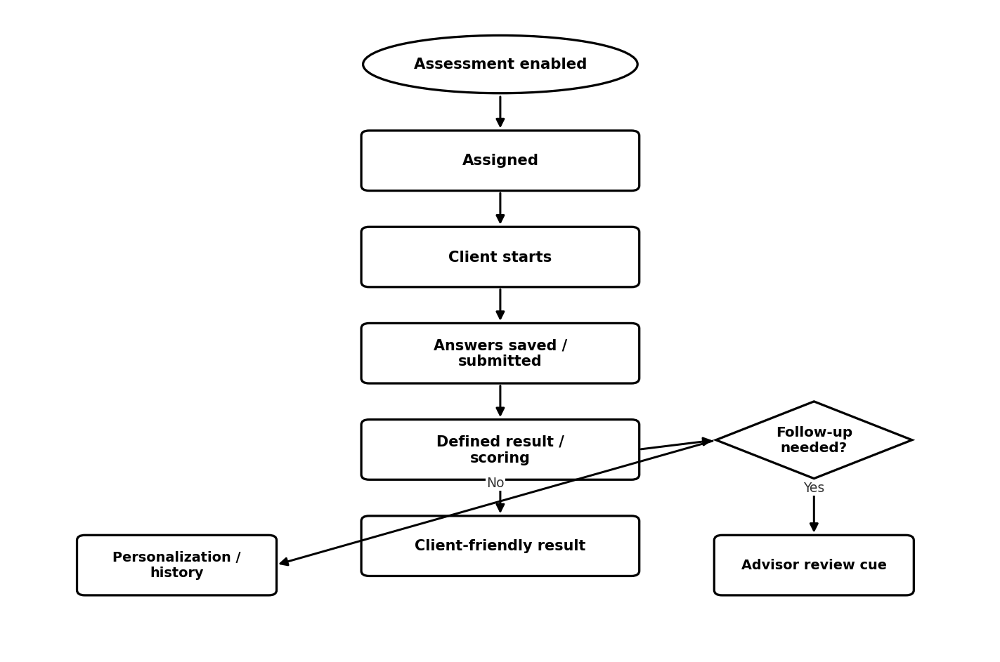 Assessment enabled
Assigned
Client starts
Answers saved /
submitted
Defined result /
scoring
Follow-up
needed?
No
Yes
Client-friendly result
Personalization /
history
Advisor review cue